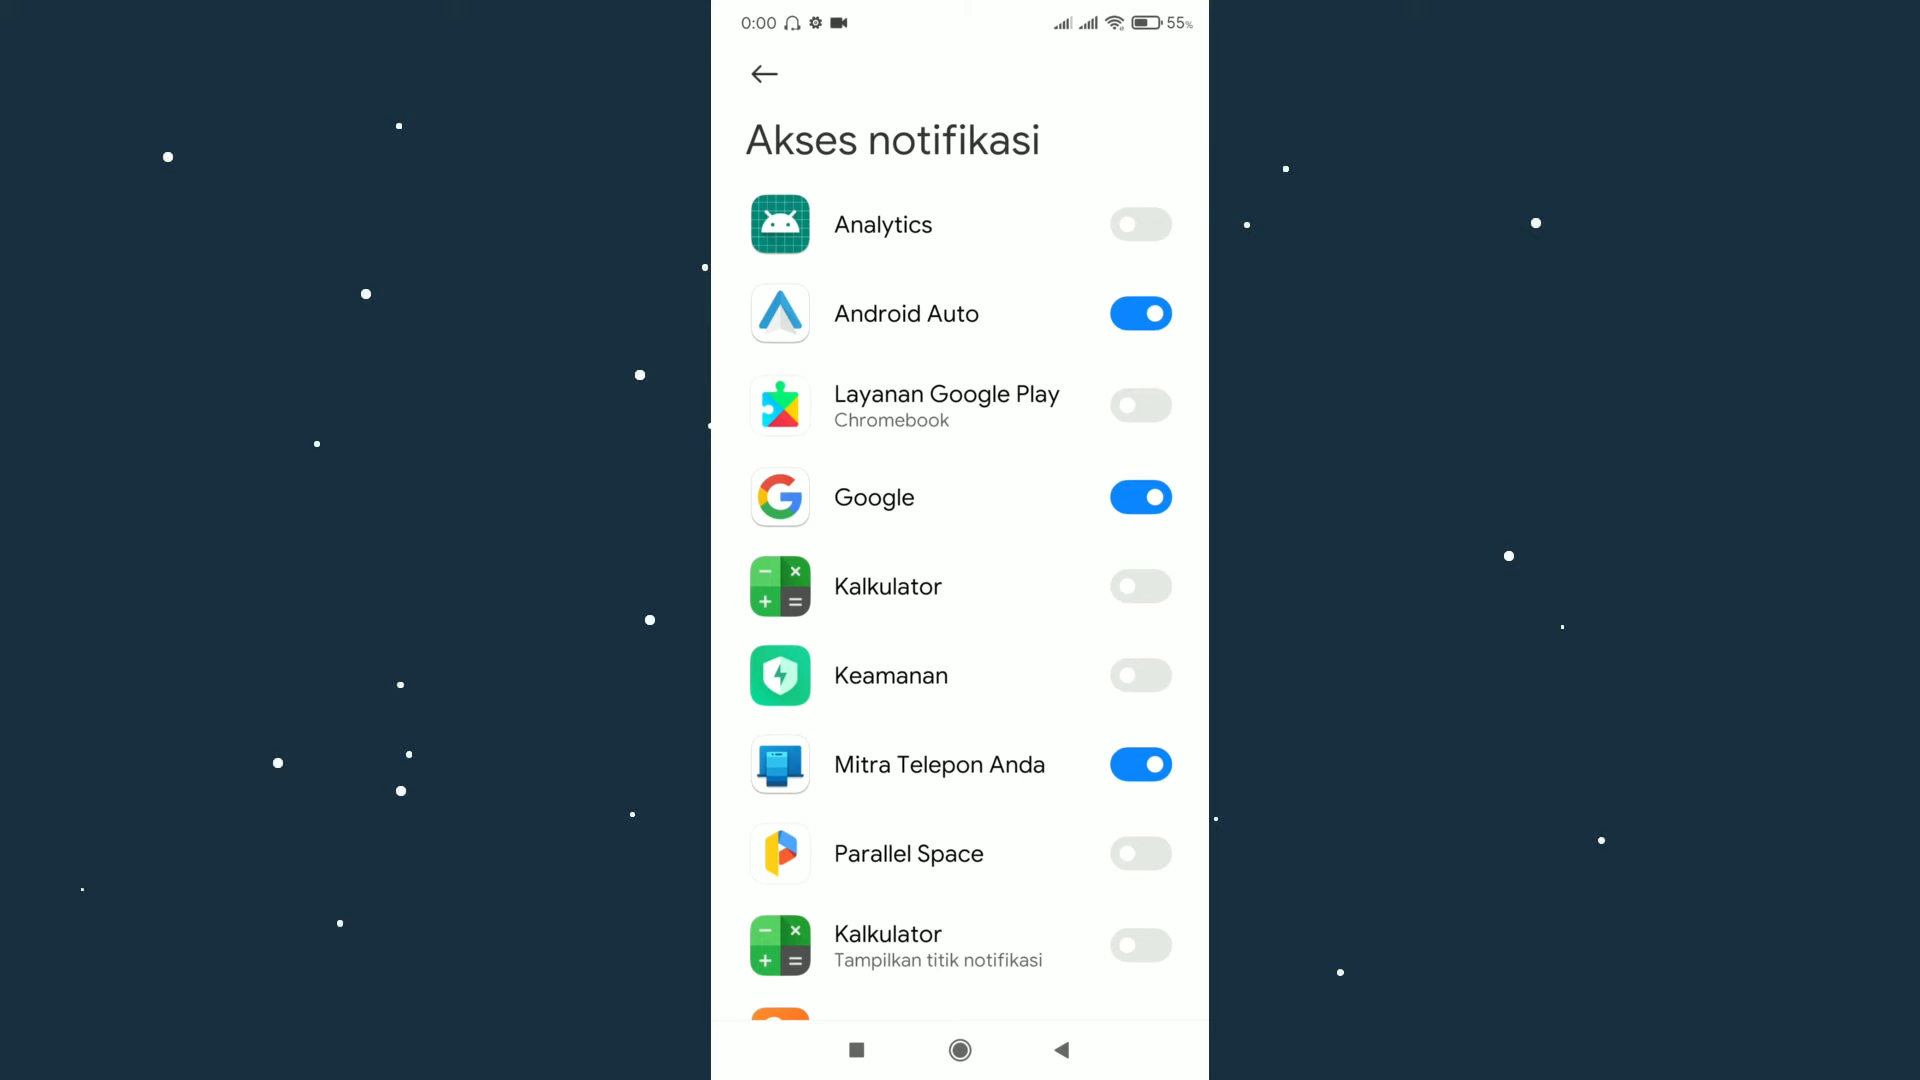 0:00 55%
Akses notifikasi
Analytics
Android Auto
Layanan Google Play
Chromebook
Google
Kalkulator
Keamanan
Mitra Telepon Anda
Parallel Space
Kalkulator
Tampilkan titik notifikasi